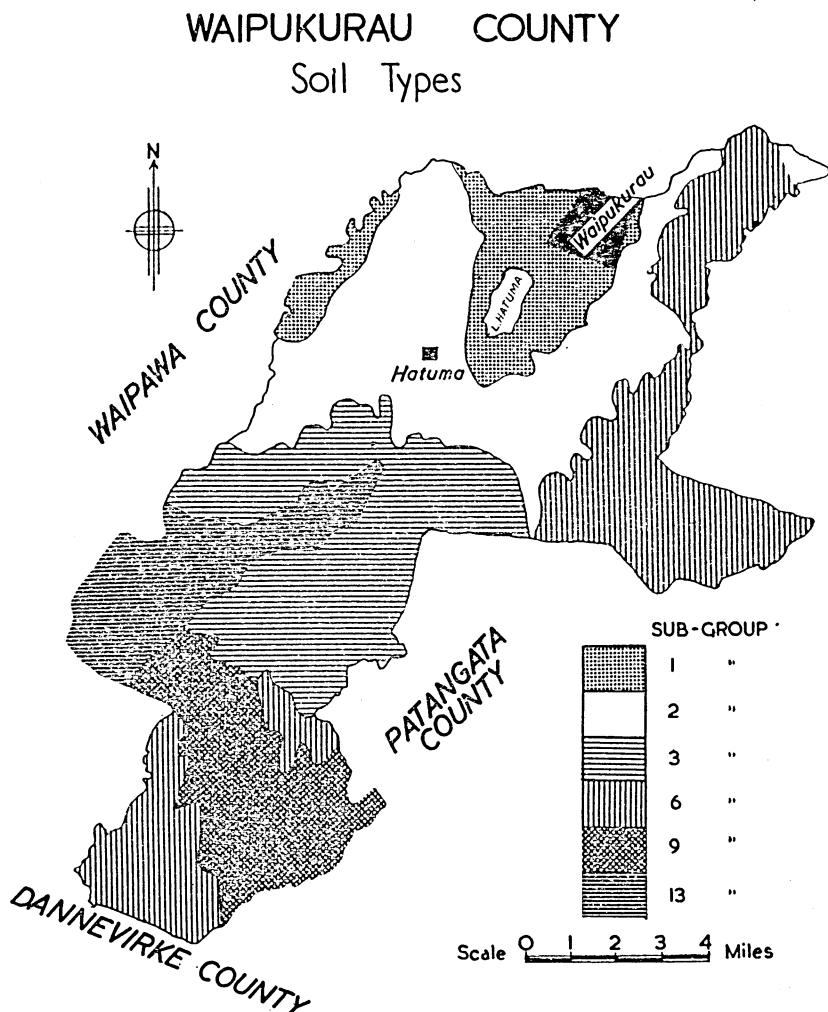 WAIPUKURAU COUNTY
Soil Types
N
Waipukurau
WAIPAWA COUNTY
L. HATUMA
Hatuma
PATANGATA
COUNTY
DANNEVIRKE COUNTY
SUB-GROUP
1 "
2 "
3 "
6 "
9 "
13 "
Scale 0 1 2 3 4 Miles